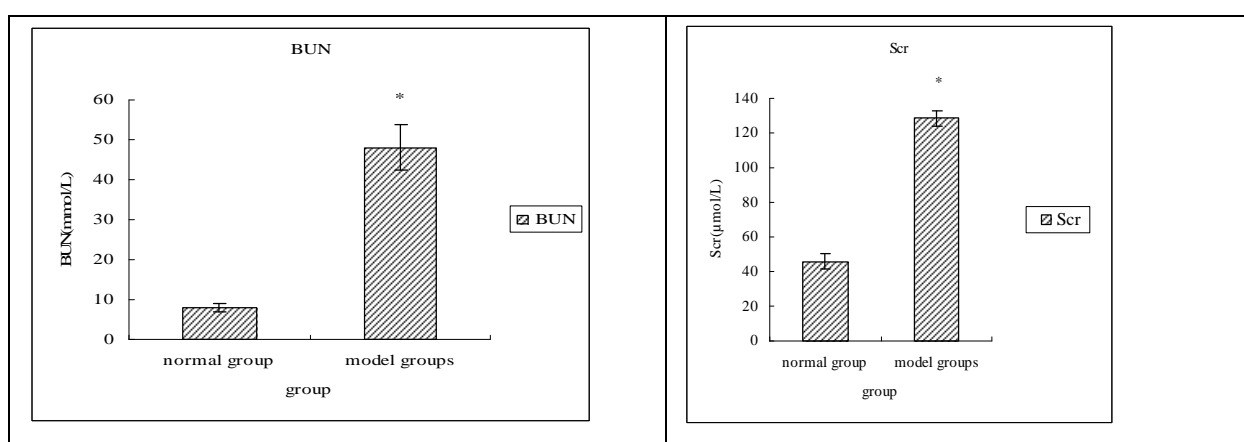 BUN
*
60
50
40
30
20
10
0
BUN(mmol/L)
normal group
model groups
group
BUN
Scr
*
140
120
100
80
60
40
20
0
Scr(μmol/L)
normal group
model groups
group
Scr